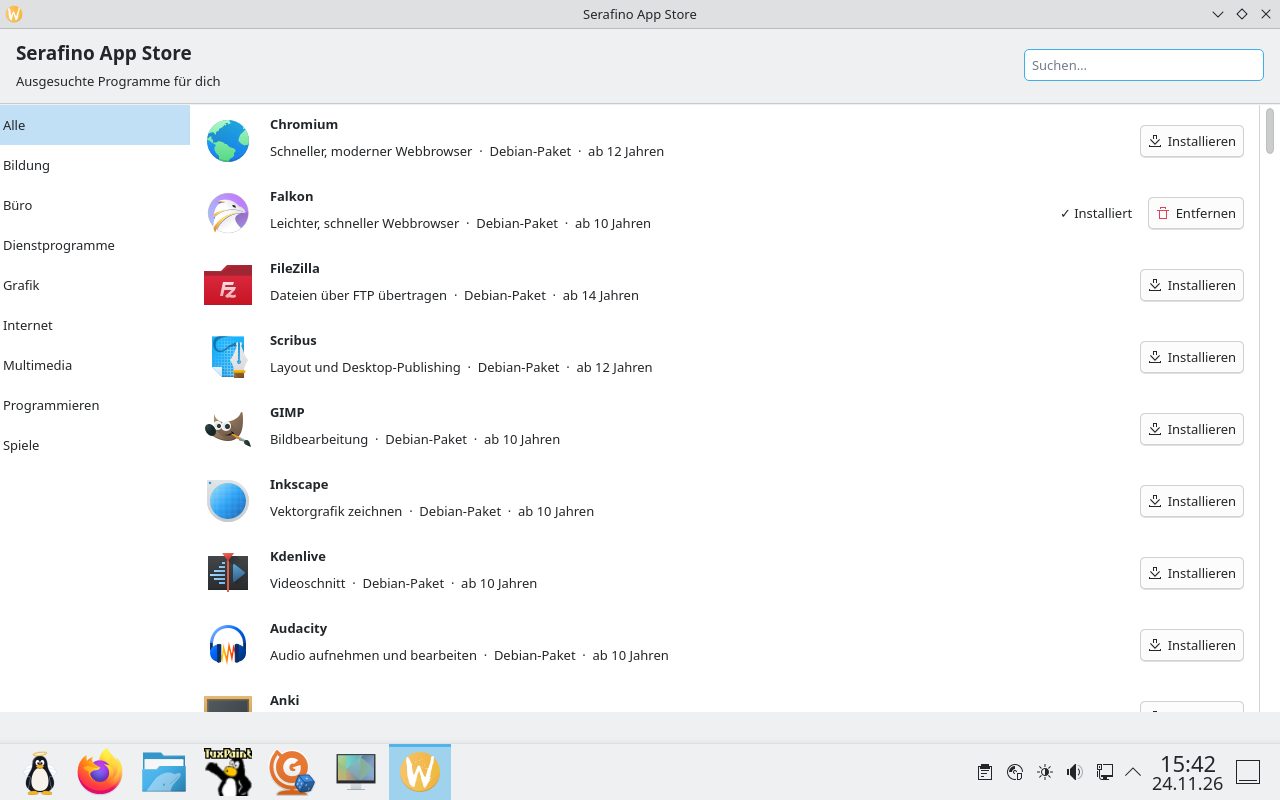 Serafino App Store
Serafino App Store
Ausgesuchte Programme für dich
Suchen...
Alle
Bildung
Büro
Dienstprogramme
Grafik
Internet
Multimedia
Programmieren
Spiele
Chromium
Schneller, moderner Webbrowser · Debian-Paket · ab 12 Jahren
Installieren
Falkon
Leichter, schneller Webbrowser · Debian-Paket · ab 10 Jahren
✓ Installiert
Entfernen
FileZilla
Dateien über FTP übertragen · Debian-Paket · ab 14 Jahren
Installieren
Scribus
Layout und Desktop-Publishing · Debian-Paket · ab 12 Jahren
Installieren
GIMP
Bildbearbeitung · Debian-Paket · ab 10 Jahren
Installieren
Inkscape
Vektorgrafik zeichnen · Debian-Paket · ab 10 Jahren
Installieren
Kdenlive
Videoschnitt · Debian-Paket · ab 10 Jahren
Installieren
Audacity
Audio aufnehmen und bearbeiten · Debian-Paket · ab 10 Jahren
Installieren
Anki
TuxPaint
15:42
24.11.26